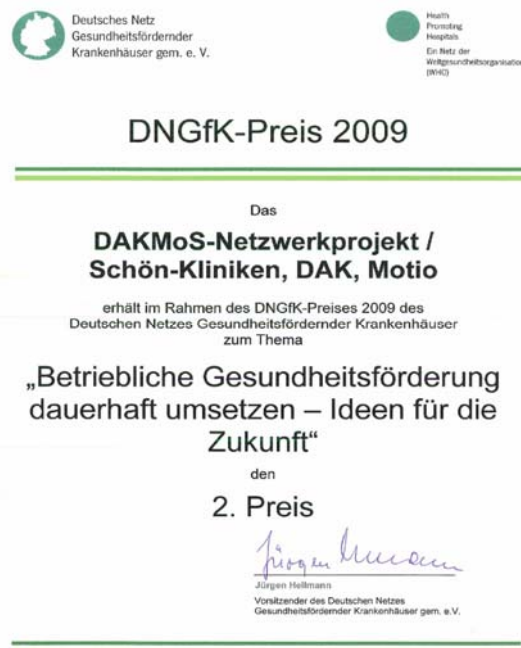 Deutsches Netz
Gesundheitsfördernder
Krankenhäuser gem. e. V.
Health
Promoting
Hospitals
Ein Netz der
Weltgesundheitsorganisation
(WHO)
DNGfK-Preis 2009
Das
DAKMoS-Netzwerkprojekt /
Schön-Kliniken, DAK, Motio
erhält im Rahmen des DNGfK-Preises 2009 des
Deutschen Netzes Gesundheitsfördernder Krankenhäuser
zum Thema
„Betriebliche Gesundheitsförderung
dauerhaft umsetzen – Ideen für die
Zukunft“
den
2. Preis
Jürgen Hellmann
Vorsitzender des Deutschen Netzes
Gesundheitsfördernder Krankenhäuser gem. e.V.